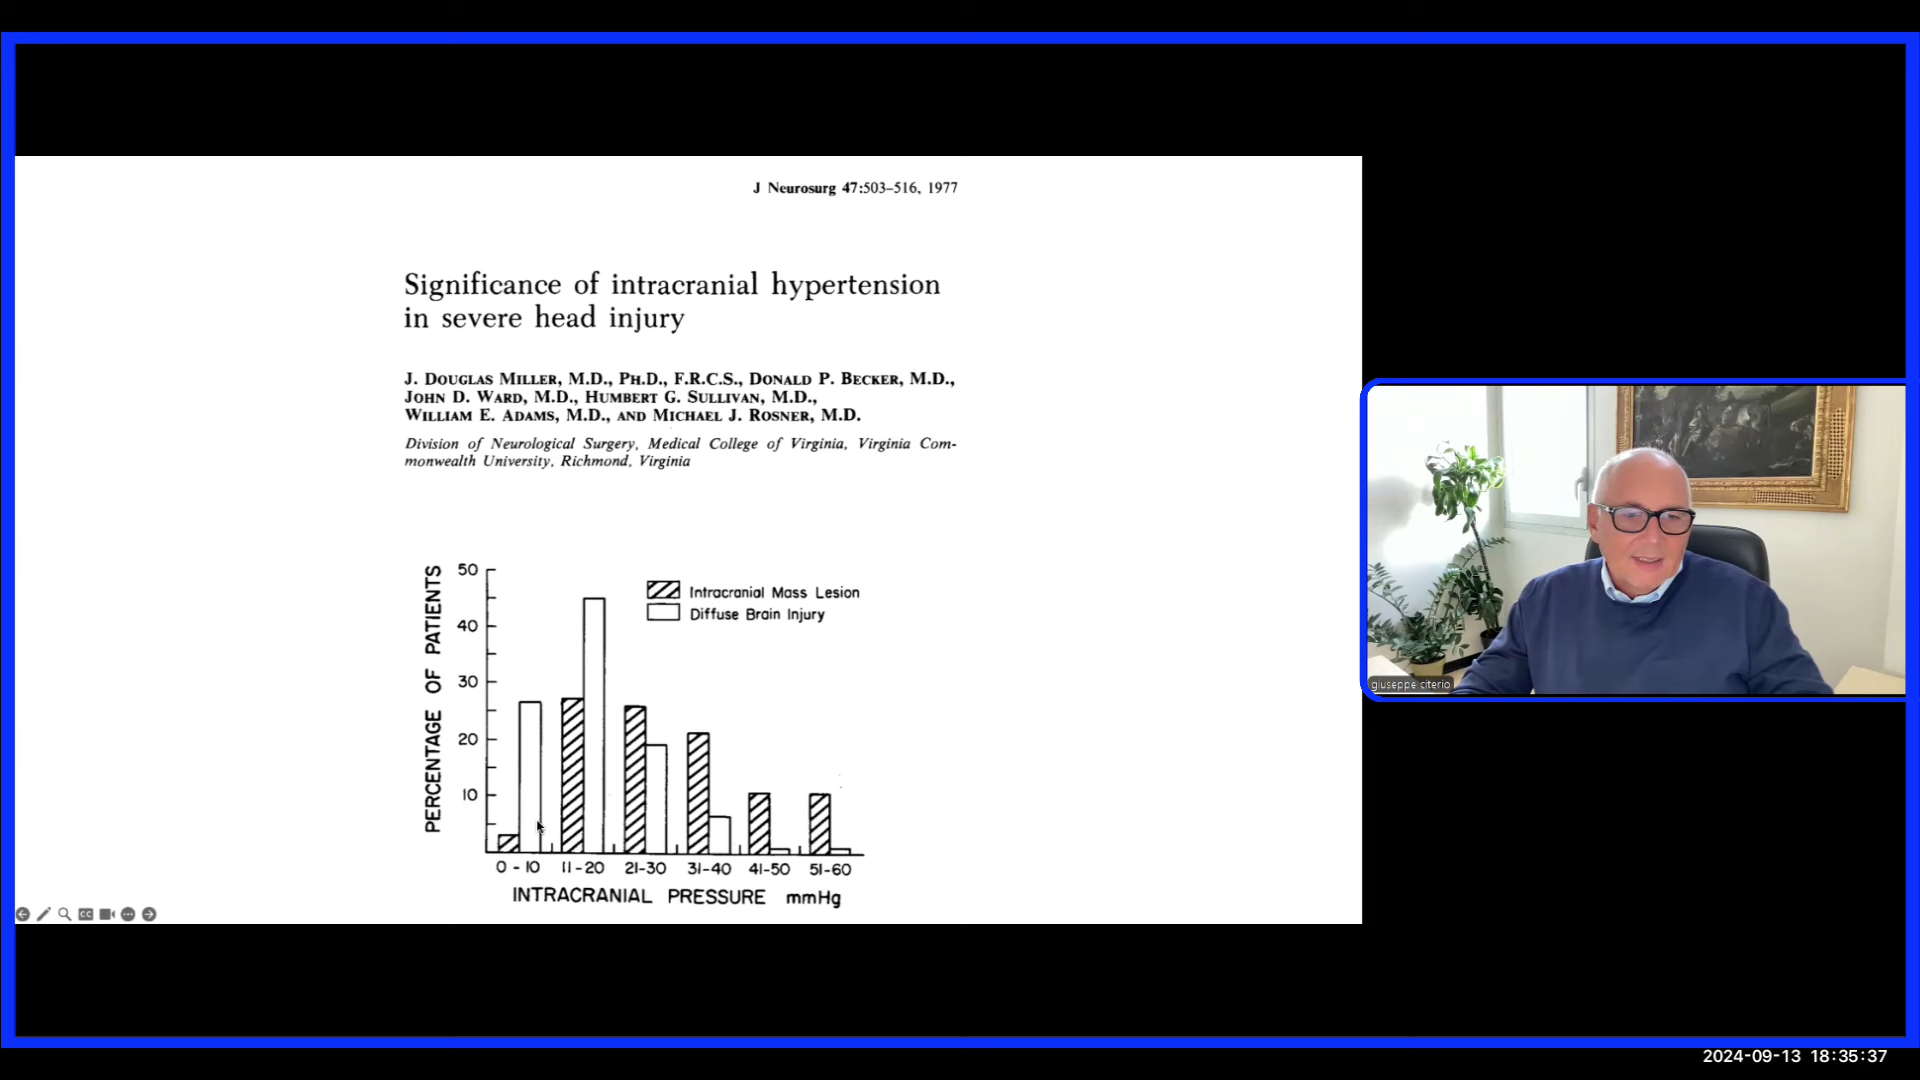 J Neurosurg 47:503–516, 1977
Significance of intracranial hypertension
in severe head injury
J. DOUGLAS MILLER, M.D., PH.D., F.R.C.S., DONALD P. BECKER, M.D.,
JOHN D. WARD, M.D., HUMBERT G. SULLIVAN, M.D.,
WILLIAM E. ADAMS, M.D., AND MICHAEL J. ROSNER, M.D.
Division of Neurological Surgery, Medical College of Virginia, Virginia Com-
monwealth University, Richmond, Virginia
PERCENTAGE OF PATIENTS
50
40
30
20
10
Intracranial Mass Lesion
Diffuse Brain Injury
0-10 11-20 21-30 31-40 41-50 51-60
INTRACRANIAL PRESSURE mmHg
CC
giuseppe citerio
2024-09-13 18:35:37